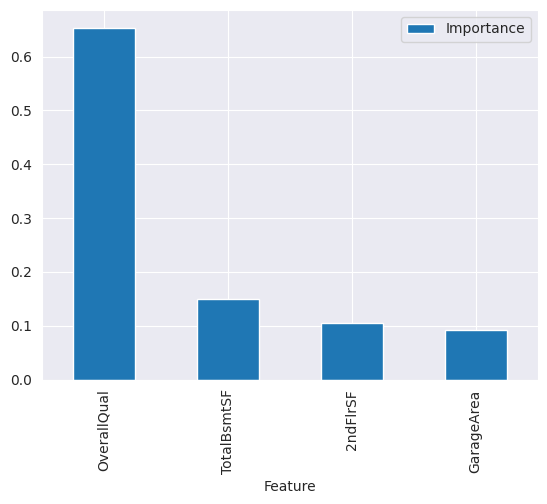 Importance
0.6
0.5
0.4
0.3
0.2
0.1
0.0
OverallQual
TotalBsmtSF
2ndFlrSF
GarageArea
Feature